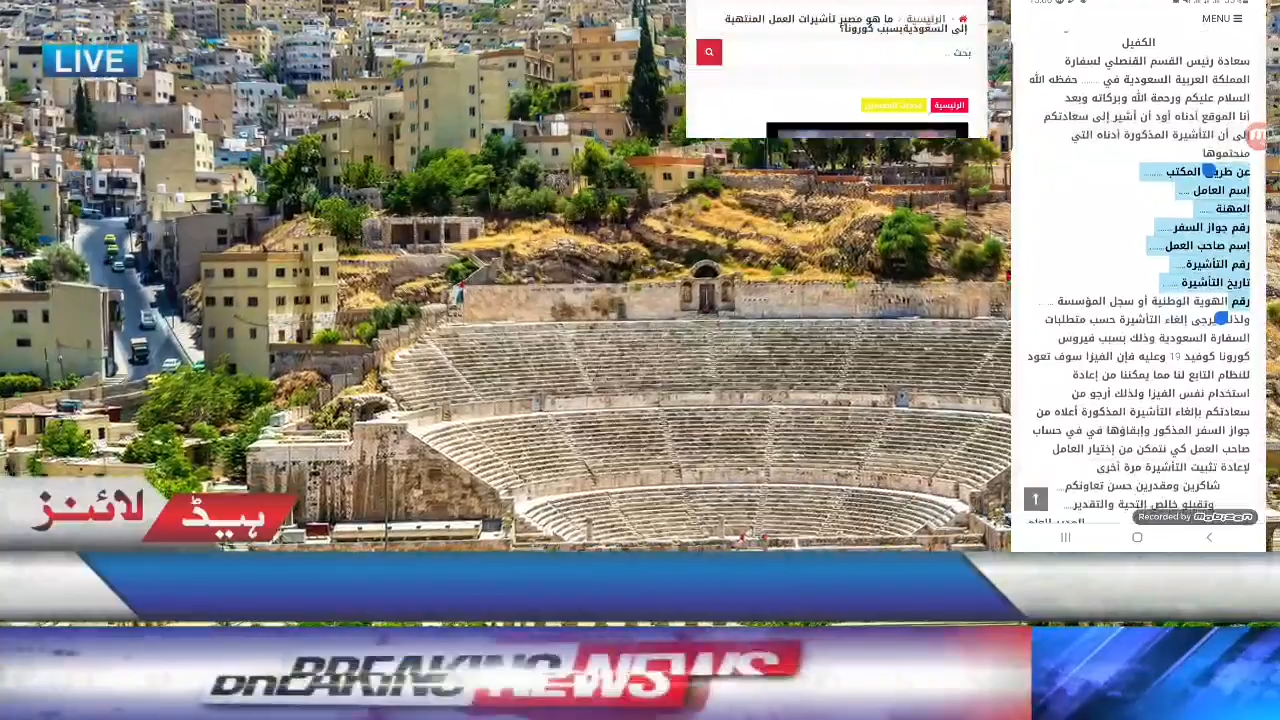 LIVE
الرئيسية / ما هو مصير تأشيرات العمل المنتهية
إلى السعوديةبسبب كورونا؟
بحث ..
الرئيسية
MENU
الكفيل
سعادة رئيس القسم القنصلي لسفارة
المملكة العربية السعودية في ........ حفظه الله
السلام عليكم ورحمة الله وبركاته وبعد
أنا الموقع أدناه أود أن أشير إلى سعادتكم
إلى أن التأشيرة المذكورة أدناه التي
منحتموها
عن طريق المكتب .........
إسم العامل .....
المهنة .....
رقم جواز السفر......
إسم صاحب العمل......
رقم التأشيرة.....
تاريخ التأشيرة ......
رقم الهوية الوطنية أو سجل المؤسسة ......
ولذلك يرجى إلغاء التأشيرة حسب متطلبات
السفارة السعودية وذلك بسبب فيروس
كورونا كوفيد 19 وعليه فإن الفيزا سوف تعود
للنظام التابع لنا مما يمكننا من إعادة
استخدام نفس الفيزا ولذلك أرجو من
سعادتكم بإلغاء التأشيرة المذكورة أعلاه من
جواز السفر المذكور وإبقاؤها في في حساب
صاحب العمل كي نتمكن من إختيار العامل
لإعادة تثبيت التأشيرة مرة أخرى
شاكرين ومقدرين حسن تعاونكم....
وتقبلو خالص التحية والتقدير....
Recorded by mobizen
ہیڈ لائنز
BREAKING NEWS